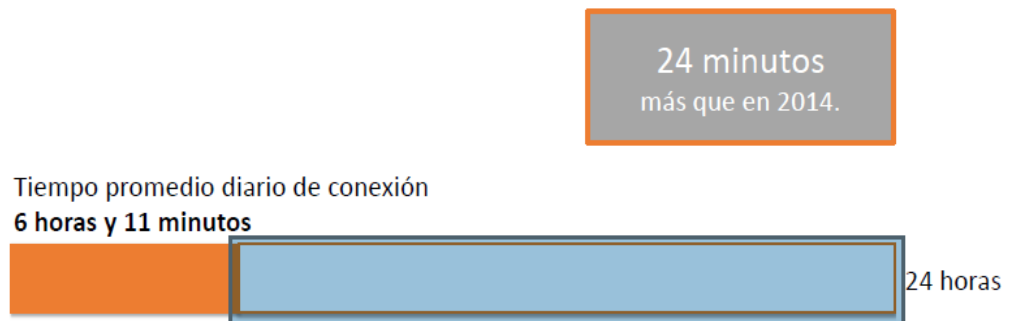 24 minutos
más que en 2014.
Tiempo promedio diario de conexión
6 horas y 11 minutos
24 horas